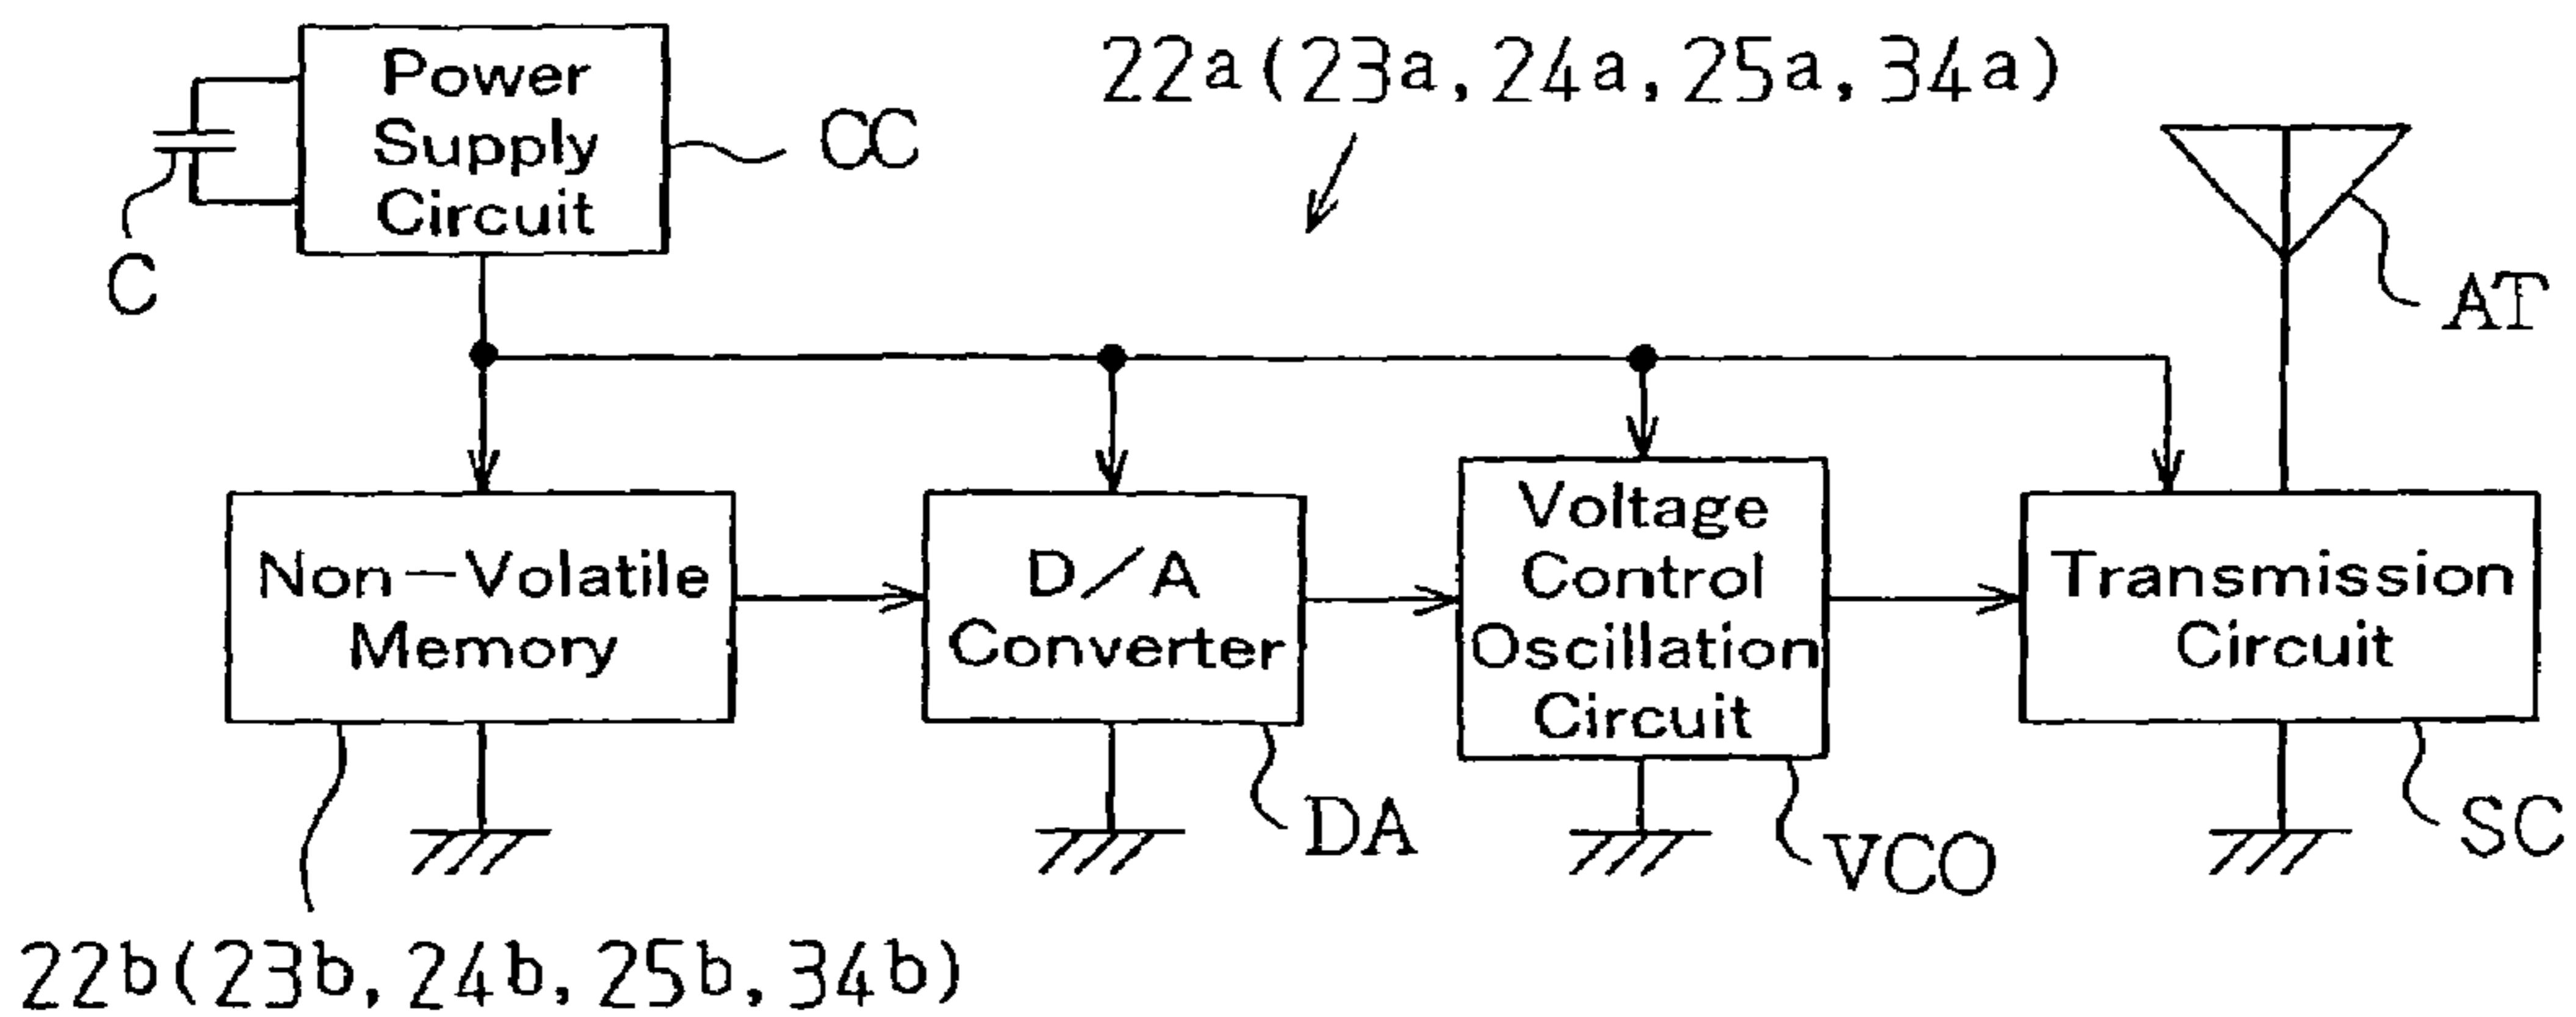 Power
Supply
Circuit
CC
C
22a(23a, 24a, 25a, 34a)
AT
Non-Volatile
Memory
D/A
Converter
Voltage
Control
Oscillation
Circuit
Transmission
Circuit
DA
VCO
SC
22b(23b, 24b, 25b, 34b)